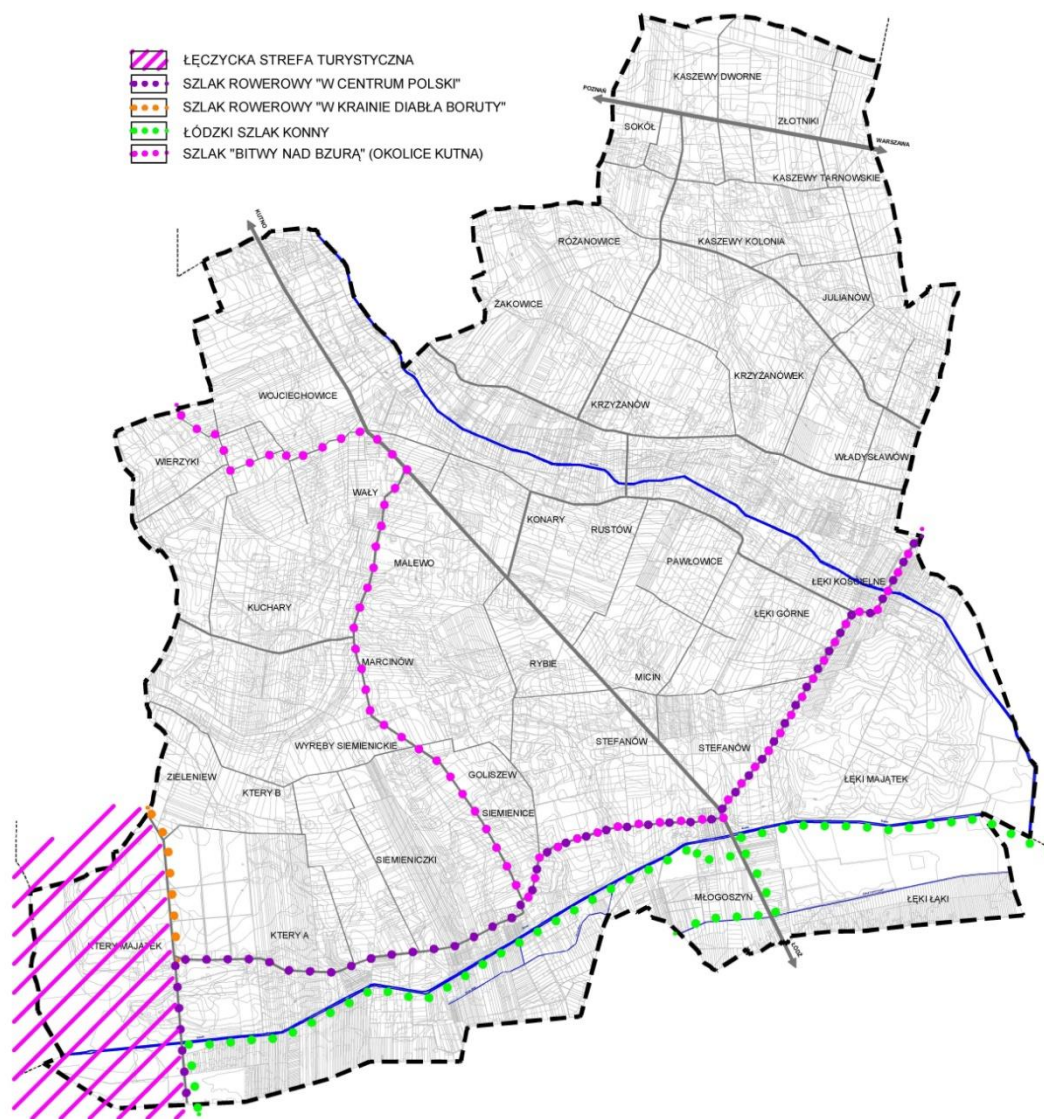 ŁĘCZYCKA STREFA TURYSTYCZNA
SZLAK ROWEROWY "W CENTRUM POLSKI"
SZLAK ROWEROWY "W KRAINIE DIABŁA BORUTY"
ŁÓDZKI SZLAK KONNY
SZLAK "BITWY NAD BZURĄ" (OKOLICE KUTNA)
KASZEWY DWORNE
POZNAŃ
ZŁOTNIKI
SOKÓŁ
WARSZAWA
KASZEWY TARNOWSKIE
KUTNO
RÓŻANOWICE
KASZEWY KOLONIA
ŻAKOWICE
JULIANÓW
KRZYŻANÓWEK
WOJCIECHOWICE
KRZYŻANÓW
WIERZYKI
WŁADYSŁAWÓW
WAŁY
KONARY
RUSTÓW
MALEWO
PAWŁOWICE
ŁĘKI KOŚCIELNE
KUCHARY
ŁĘKI GÓRNE
MARCINÓW
RYBIE
MICIN
WYRĘBY SIEMIENICKIE
STEFANÓW
STEFANÓW
ZIELENIEW
GOLISZEW
ŁĘKI MAJĄTEK
KTERY B
SIEMIENICE
SIEMIENICZKI
MŁOGOSZYN
ŁĘKI ŁĄKI
KTERY A
KTERY MAJĄTEK
ŁÓDŹ